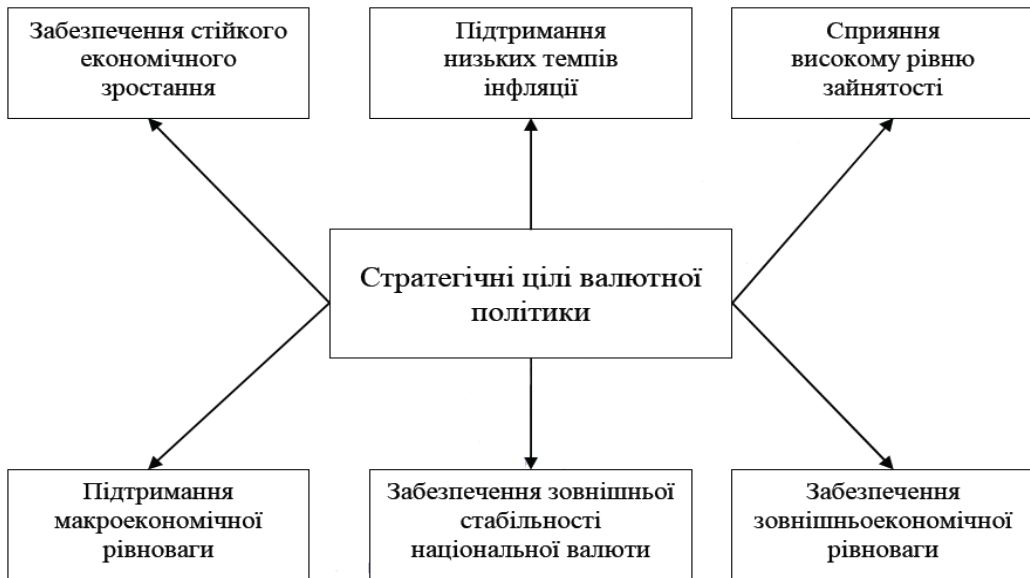 Забезпечення стійкого
економічного
зростання
Підтримання
низьких темпів
інфляції
Сприяння
високому рівню
зайнятості
Стратегічні цілі валютної
політики
Підтримання
макроекономічної
рівноваги
Забезпечення зовнішньої
стабільності
національної валюти
Забезпечення
зовнішньоекономічної
рівноваги